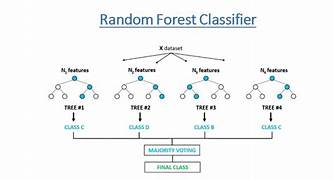 Random Forest Classifier
X dataset
N₁ features N₂ features N₃ features N₄ features
TREE #1 TREE #2 TREE #3 TREE #4
CLASS C CLASS D CLASS B CLASS C
MAJORITY VOTING
FINAL CLASS